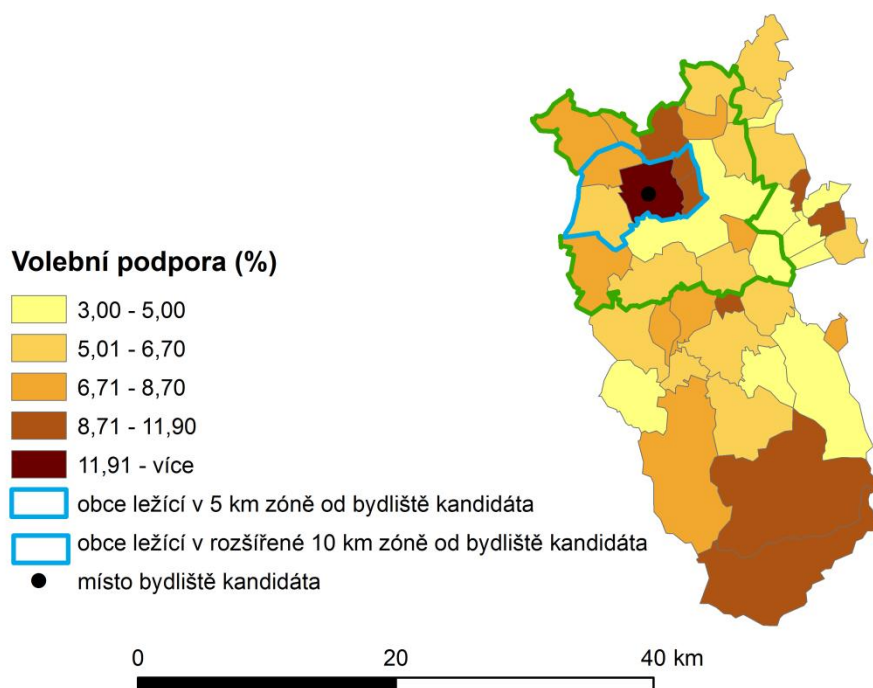 Volební podpora (%)
3,00 - 5,00
5,01 - 6,70
6,71 - 8,70
8,71 - 11,90
11,91 - více
obce ležící v 5 km zóně od bydliště kandidáta
obce ležící v rozšířené 10 km zóně od bydliště kandidáta
místo bydliště kandidáta
0 20 40 km